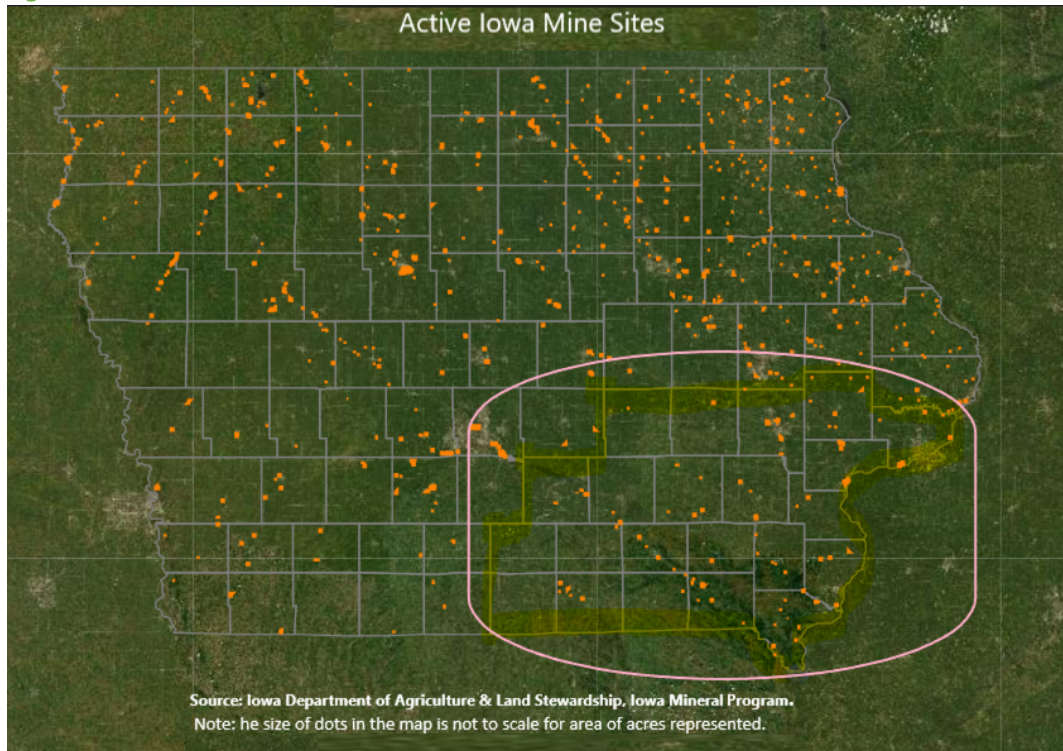 Active Iowa Mine Sites
Source: Iowa Department of Agriculture & Land Stewardship, Iowa Mineral Program.
Note: he size of dots in the map is not to scale for area of acres represented.